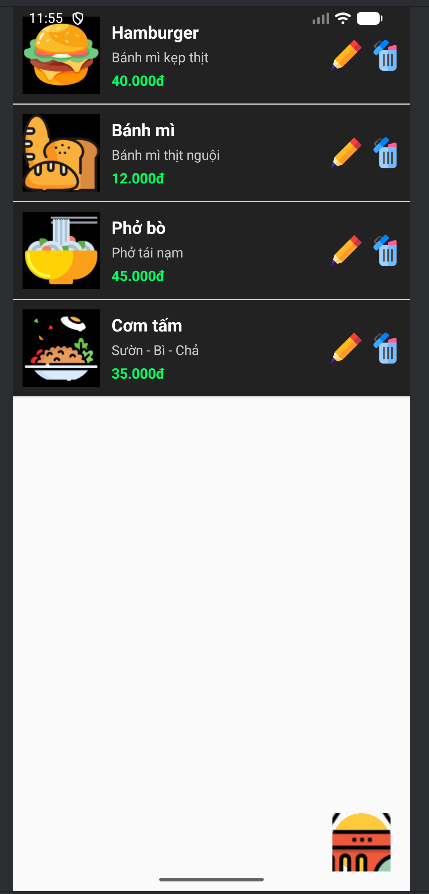 11:55
Hamburger
Bánh mì kẹp thịt
40.000đ
Bánh mì
Bánh mì thịt nguội
12.000đ
Phở bò
Phở tái nạm
45.000đ
Cơm tấm
Sườn - Bì - Chả
35.000đ